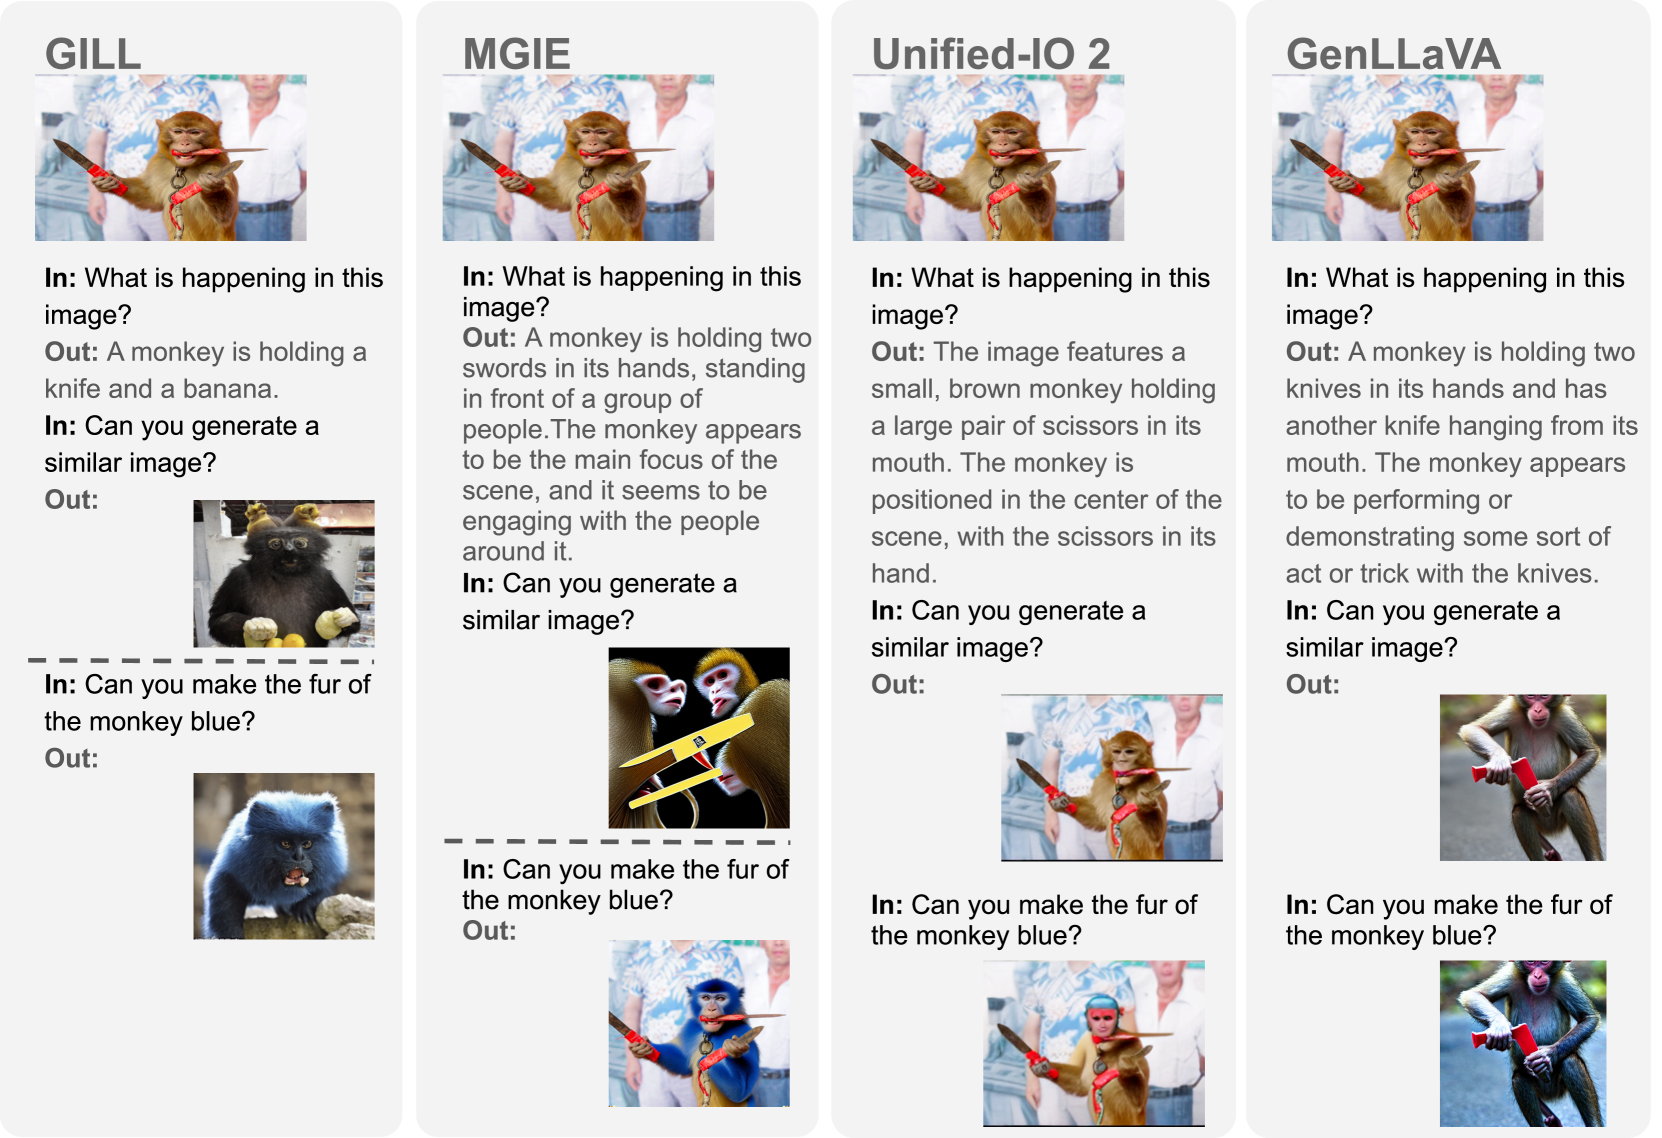 GILL
In: What is happening in this
image?
Out: A monkey is holding a
knife and a banana.
In: Can you generate a
similar image?
Out:
In: Can you make the fur of
the monkey blue?
Out:
MGIE
In: What is happening in this
image?
Out: A monkey is holding two
swords in its hands, standing
in front of a group of
people.The monkey appears
to be the main focus of the
scene, and it seems to be
engaging with the people
around it.
In: Can you generate a
similar image?
In: Can you make the fur of
the monkey blue?
Out:
Unified-IO 2
In: What is happening in this
image?
Out: The image features a
small, brown monkey holding
a large pair of scissors in its
mouth. The monkey is
positioned in the center of the
scene, with the scissors in its
hand.
In: Can you generate a
similar image?
Out:
In: Can you make the fur of
the monkey blue?
GenLLaVA
In: What is happening in this
image?
Out: A monkey is holding two
knives in its hands and has
another knife hanging from its
mouth. The monkey appears
to be performing or
demonstrating some sort of
act or trick with the knives.
In: Can you generate a
similar image?
Out:
In: Can you make the fur of
the monkey blue?